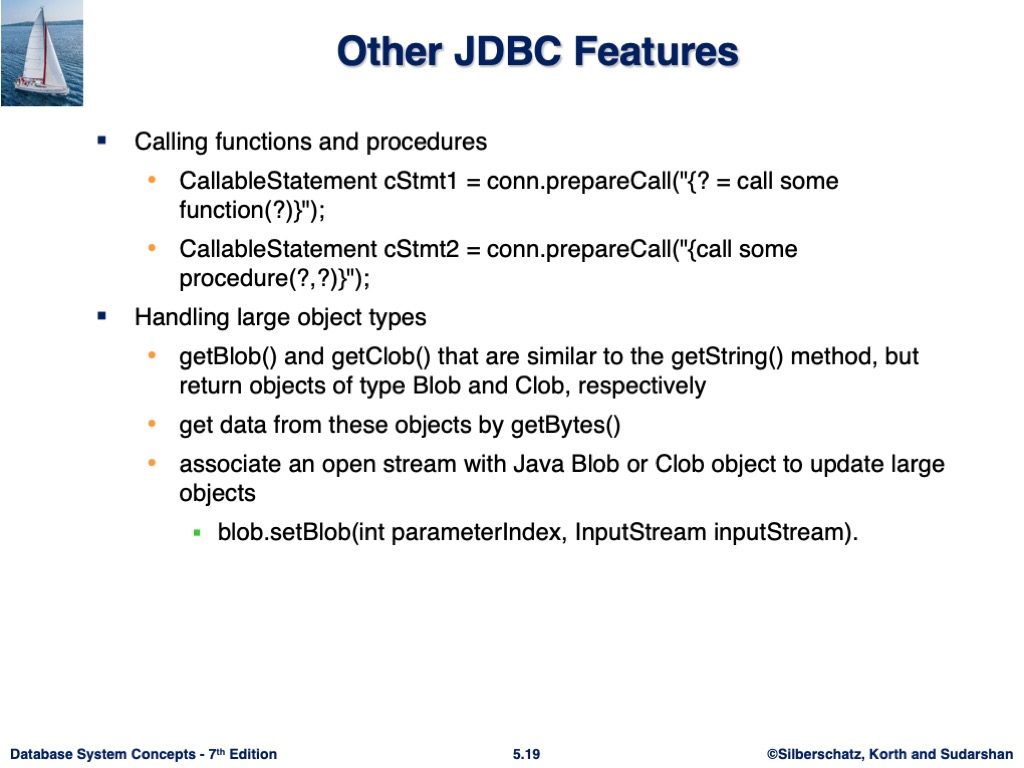 Other JDBC Features
▪ Calling functions and procedures
• CallableStatement cStmt1 = conn.prepareCall("{? = call some
function(?)}");
• CallableStatement cStmt2 = conn.prepareCall("{call some
procedure(?,?)}");
▪ Handling large object types
• getBlob() and getClob() that are similar to the getString() method, but
return objects of type Blob and Clob, respectively
• get data from these objects by getBytes()
• associate an open stream with Java Blob or Clob object to update large
objects
▪ blob.setBlob(int parameterIndex, InputStream inputStream).
Database System Concepts - 7th Edition
5.19
©Silberschatz, Korth and Sudarshan